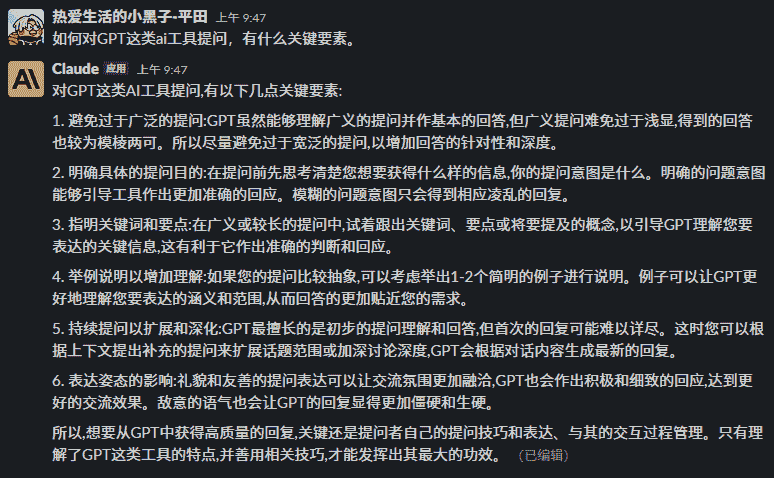 热爱生活的小黑子-平田 上午 9:47
如何对GPT这类ai工具提问，有什么关键要素。
Claude 应用 上午 9:47
对GPT这类AI工具提问,有以下几点关键要素:
1. 避免过于广泛的提问:GPT虽然能够理解广义的提问并作基本的回答,但广义提问难免过于浅显,得到的回答
也较为模棱两可。所以尽量避免过于宽泛的提问,以增加回答的针对性和深度。
2. 明确具体的提问目的:在提问前先思考清楚您想要获得什么样的信息,你的提问意图是什么。明确的问题意图
能够引导工具作出更加准确的回应。模糊的问题意图只会得到相应凌乱的回复。
3. 指明关键词和要点:在广义或较长的提问中,试着跟出关键词、要点或将要提及的概念,以引导GPT理解您要
表达的关键信息,这有利于它作出准确的判断和回应。
4. 举例说明以增加理解:如果您的提问比较抽象,可以考虑举出1-2个简明的例子进行说明。例子可以让GPT更
好地理解您要表达的涵义和范围,从而回答的更加贴近您的需求。
5. 持续提问以扩展和深化:GPT最擅长的是初步的提问理解和回答,但首次的回复可能难以详尽。这时您可以根
据上下文提出补充的提问来扩展话题范围或加深讨论深度,GPT会根据对话内容生成最新的回复。
6. 表达姿态的影响:礼貌和友善的提问表达可以让交流氛围更加融洽,GPT也会作出积极和细致的回应,达到更
好的交流效果。敌意的语气也会让GPT的回复显得更加僵硬和生硬。
所以,想要从GPT中获得高质量的回复,关键还是提问者自己的提问技巧和表达、与其的交互过程管理。只有理
解了GPT这类工具的特点,并善用相关技巧,才能发挥出其最大的功效。 （已编辑）